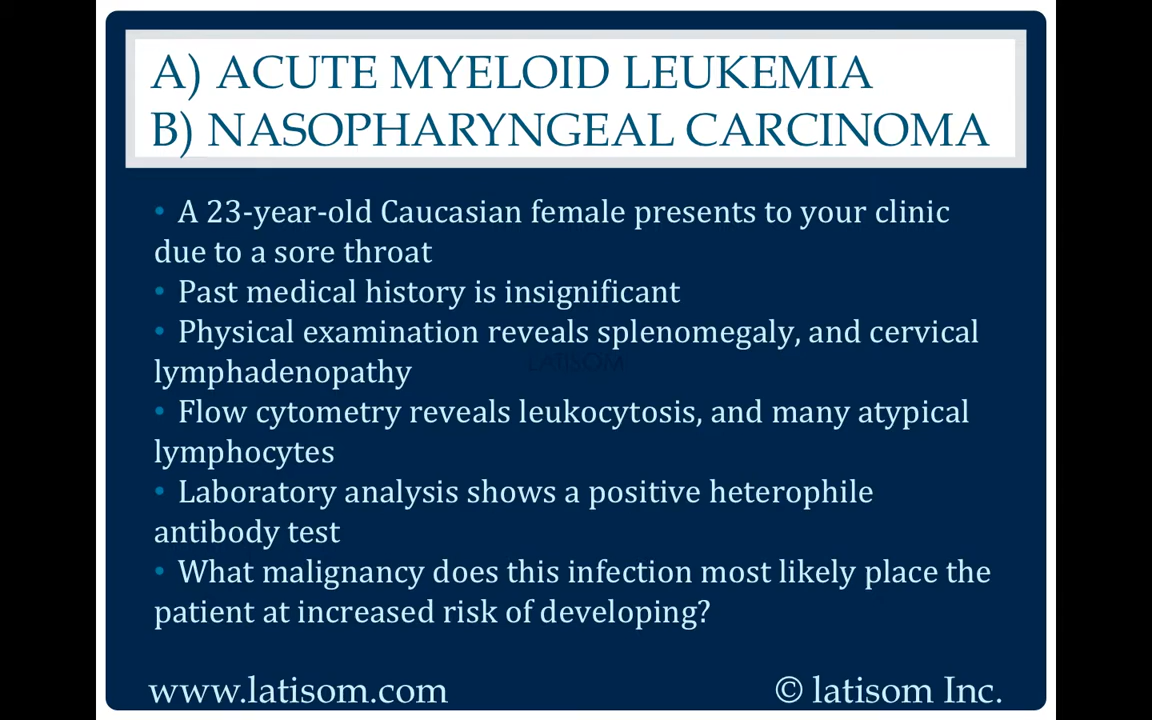 A) ACUTE MYELOID LEUKEMIA
B) NASOPHARYNGEAL CARCINOMA
• A 23-year-old Caucasian female presents to your clinic
due to a sore throat
• Past medical history is insignificant
• Physical examination reveals splenomegaly, and cervical
lymphadenopathy
LATISOM
• Flow cytometry reveals leukocytosis, and many atypical
lymphocytes
• Laboratory analysis shows a positive heterophile
antibody test
• What malignancy does this infection most likely place the
patient at increased risk of developing?
www.latisom.com
© latisom Inc.